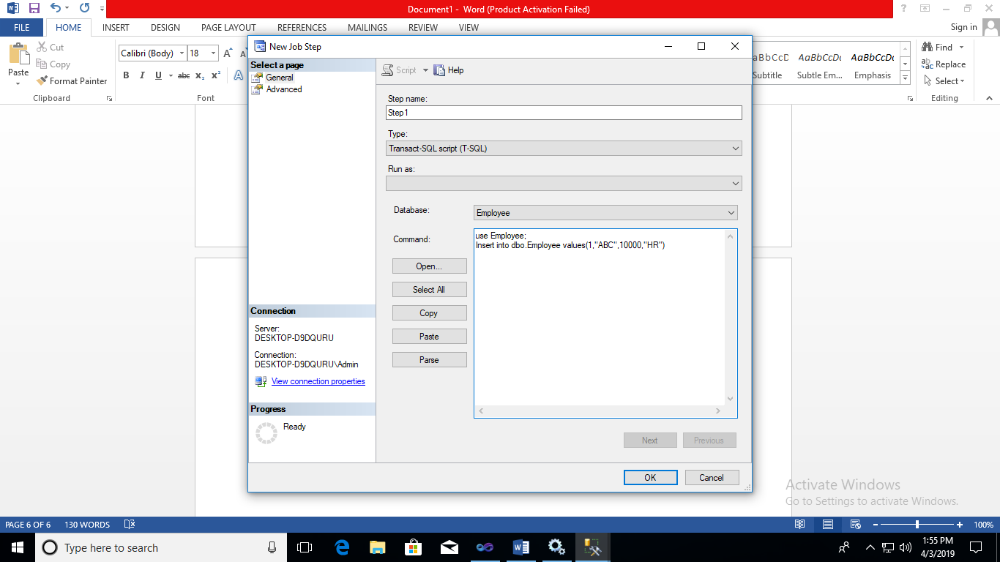 Document1 - Word (Product Activation Failed)
FILE HOME INSERT DESIGN PAGE LAYOUT REFERENCES MAILINGS REVIEW VIEW Sign in
Paste
Cut
Copy
Format Painter
Clipboard
Calibri (Body) 18
B I U abc x₂ x²
Font
Subtitle
AaBbCcDc
Subtle Em...
AaBbCcDc
Emphasis
Find
Replace
Select
Editing
New Job Step
Select a page
General
Advanced
Script Help
Step name:
Step1
Type:
Transact-SQL script (T-SQL)
Run as:
Database:
Employee
Command:
use Employee;
Insert into dbo.Employee values(1,"ABC",10000,"HR")
Open...
Select All
Copy
Paste
Parse
Connection
Server:
DESKTOP-D9DQURU
Connection:
DESKTOP-D9DQURU\Admin
View connection properties
Progress
Ready
Next Previous
OK Cancel
Activate Windows
Go to Settings to activate Windows.
PAGE 6 OF 6 130 WORDS 100%
Type here to search
1:55 PM
4/3/2019